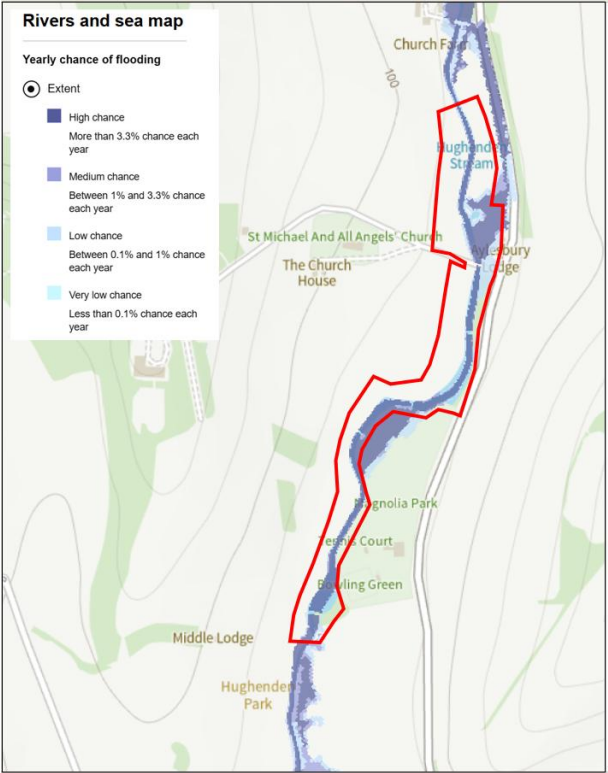 Rivers and sea map
Yearly chance of flooding
Extent
High chance
More than 3.3% chance each
year
Medium chance
Between 1% and 3.3% chance
each year
Low chance
Between 0.1% and 1% chance
each year
Very low chance
Less than 0.1% chance each
year
Church Farm
100
Hughenden
Stream
St Michael And All Angels' Church
Aylesbury
Lodge
The Church
House
Magnolia Park
Tennis Court
Bowling Green
Middle Lodge
Hughenden
Park